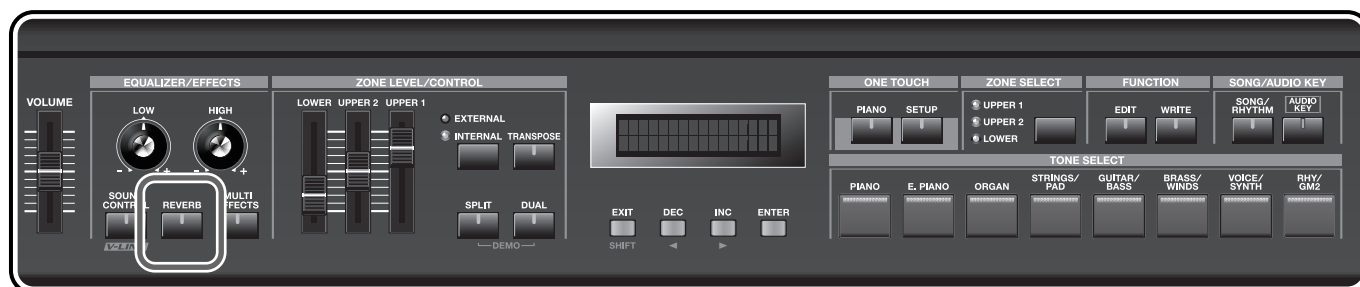 VOLUME
EQUALIZER/EFFECTS
LOW
HIGH
- +
- +
SOUND
CONTROL
REVERB
MULTI
EFFECTS
V-LINK
ZONE LEVEL/CONTROL
LOWER
UPPER 2
UPPER 1
EXTERNAL
INTERNAL
TRANSPOSE
SPLIT
DUAL
DEMO
EXIT
DEC
INC
ENTER
SHIFT
ONE TOUCH
PIANO
SETUP
ZONE SELECT
UPPER 1
UPPER 2
LOWER
FUNCTION
EDIT
WRITE
SONG/AUDIO KEY
SONG/
RHYTHM
AUDIO
KEY
TONE SELECT
PIANO
E. PIANO
ORGAN
STRINGS/
PAD
GUITAR/
BASS
BRASS/
WINDS
VOICE/
SYNTH
RHY/
GM2